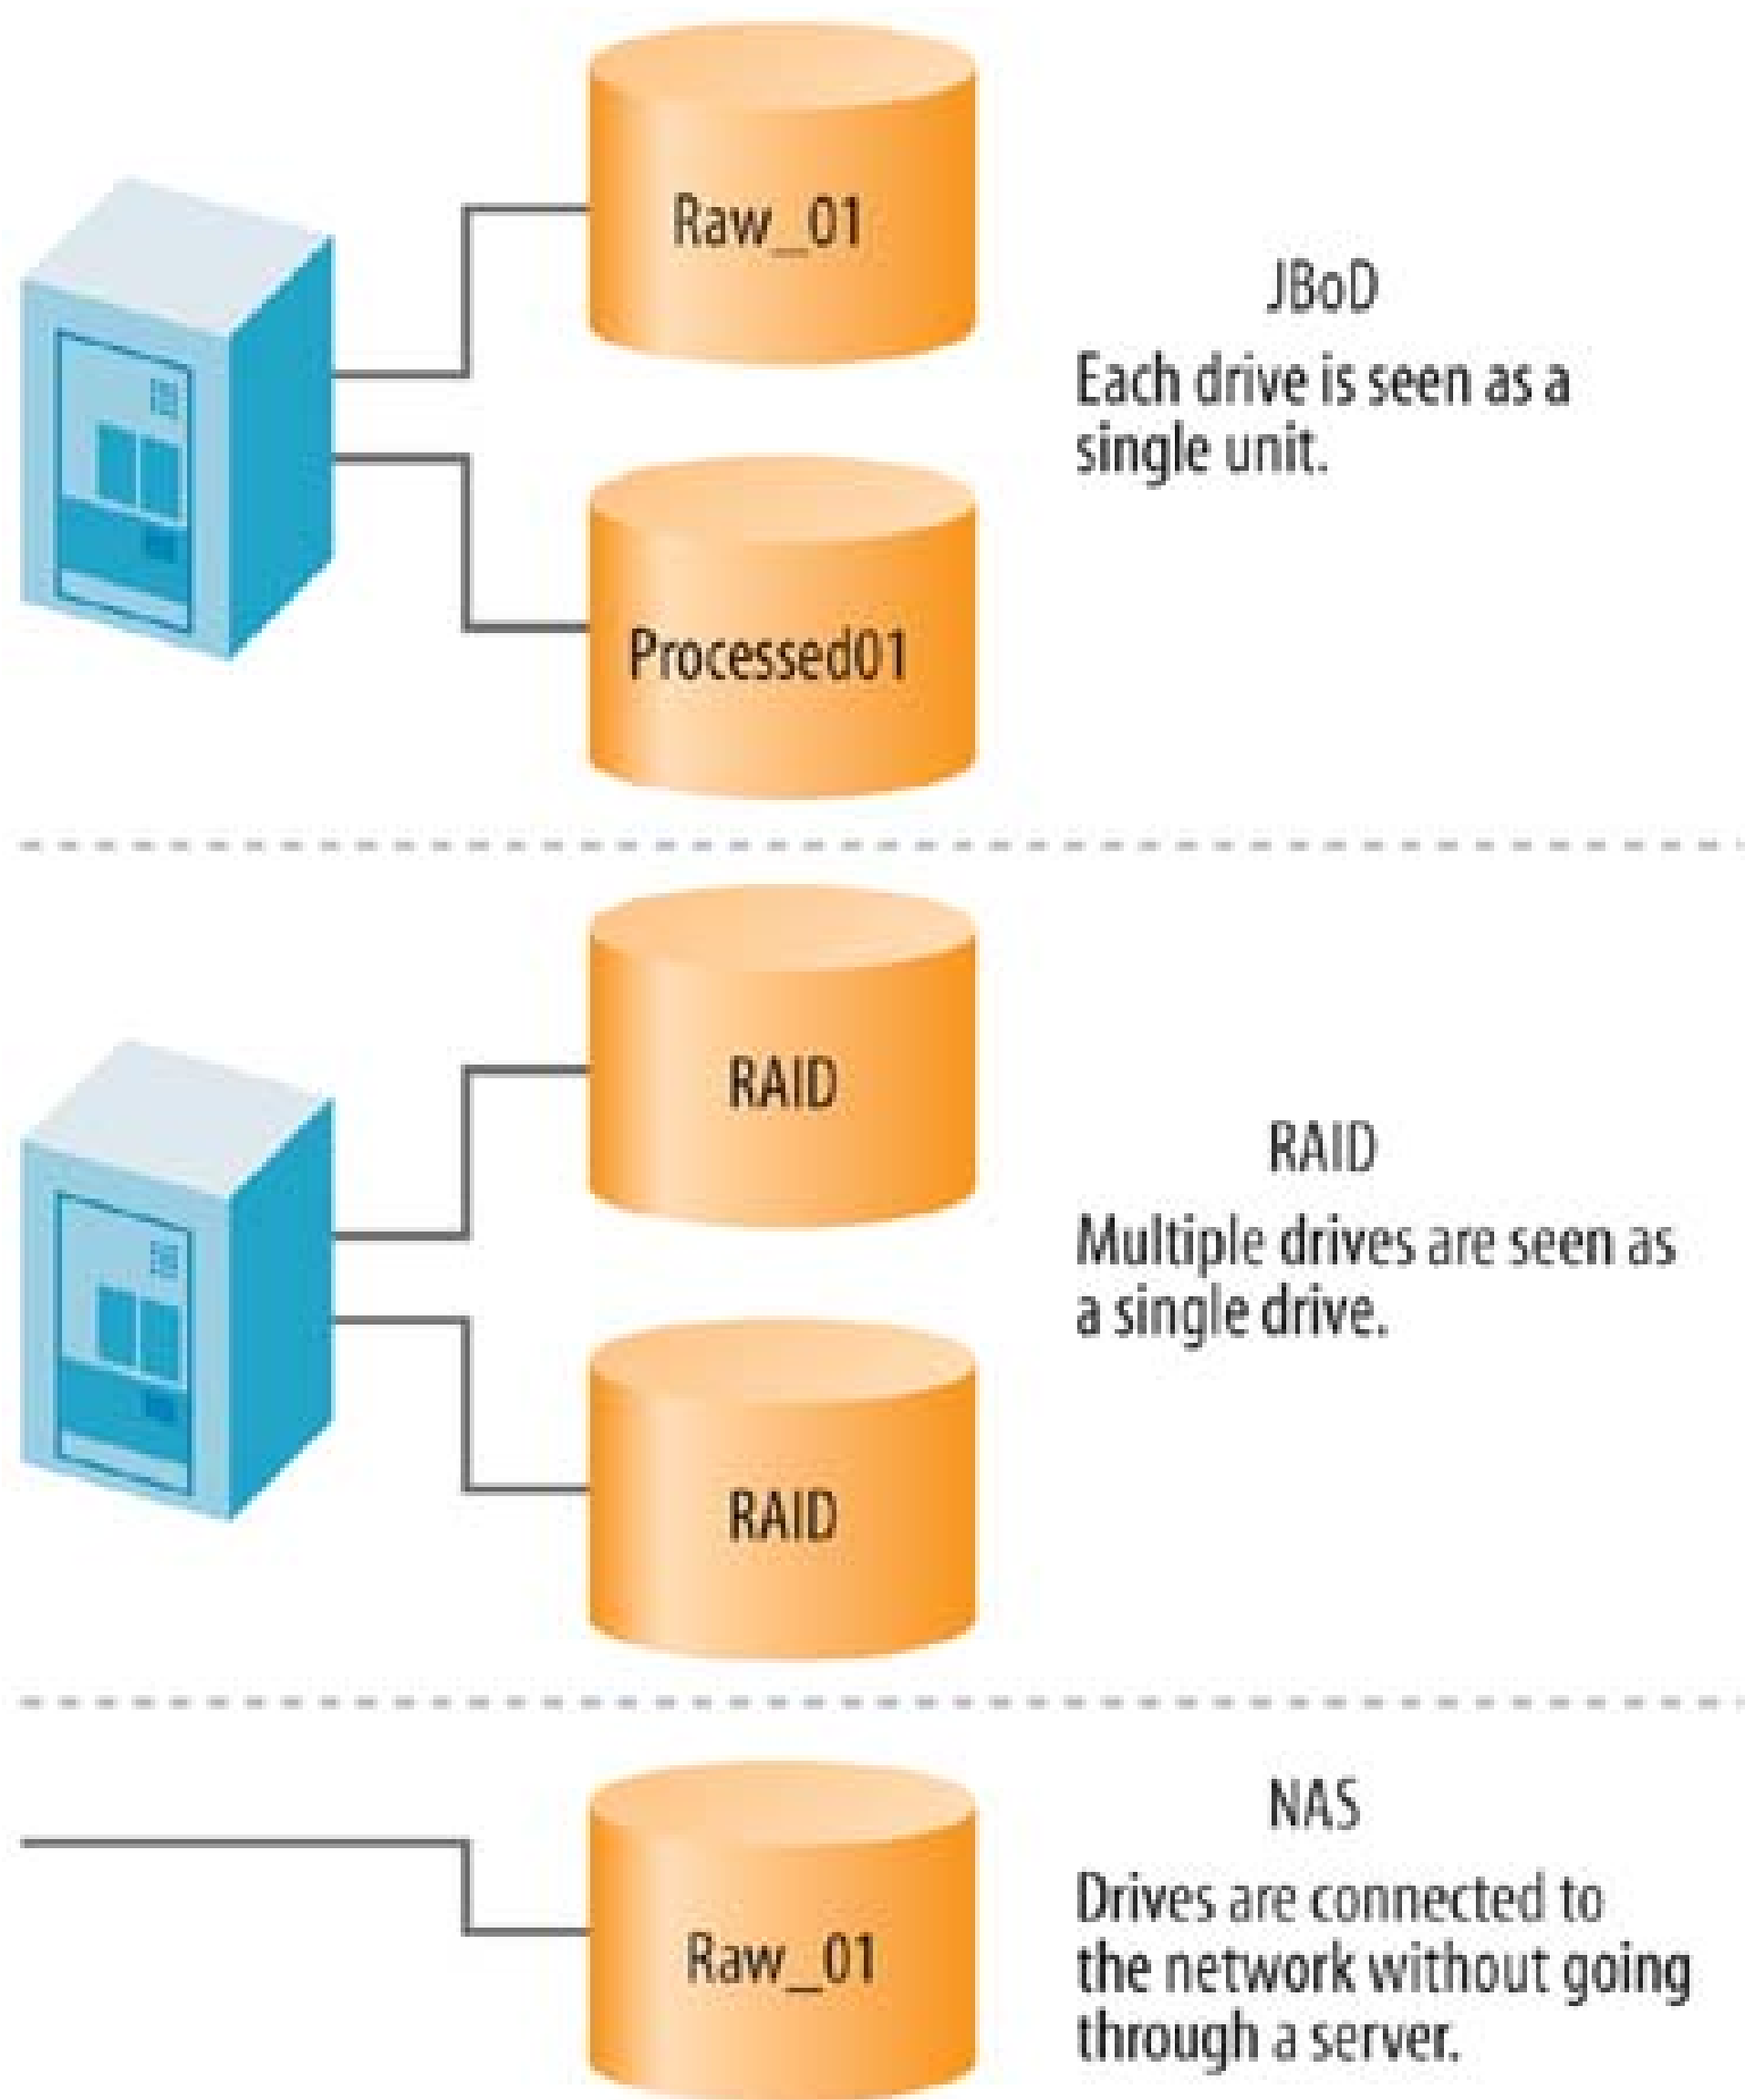 Raw_01
JBoD
Each drive is seen as a
single unit.
Processed01
RAID
RAID
Multiple drives are seen as
a single drive.
RAID
NAS
Drives are connected to
the network without going
through a server.
Raw_01